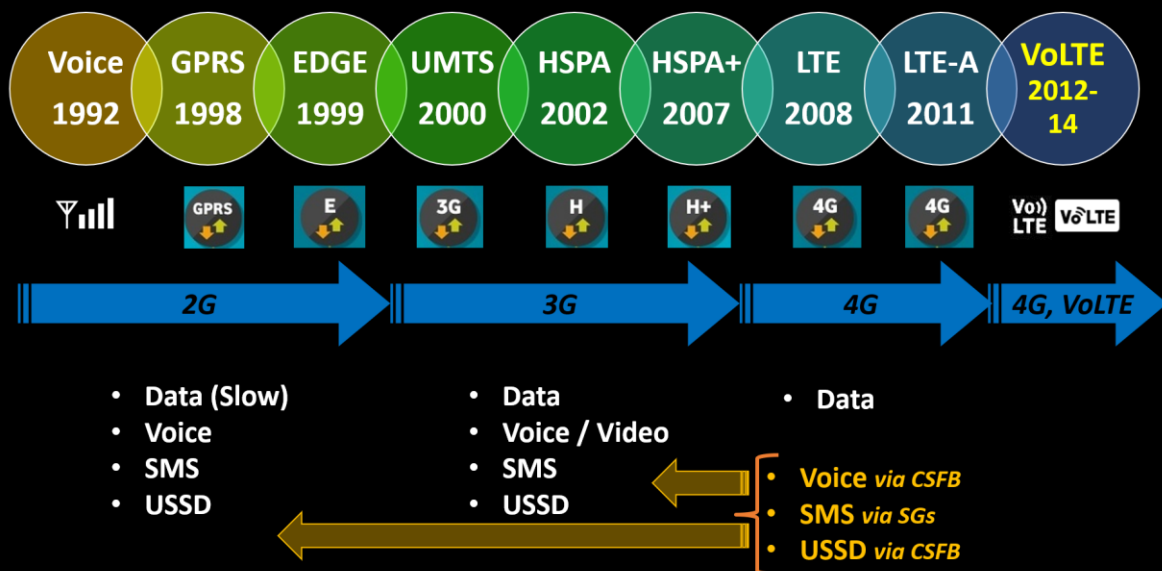 Voice
1992
GPRS
1998
EDGE
1999
UMTS
2000
HSPA
2002
HSPA+
2007
LTE
2008
LTE-A
2011
VoLTE
2012-
14
GPRS
E
3G
H
H+
4G
4G
Vo))
LTE
VoLTE
2G
3G
4G
4G, VoLTE
• Data (Slow)
• Voice
• SMS
• USSD
• Data
• Voice / Video
• SMS
• USSD
• Data
• Voice via CSFB
• SMS via SGs
• USSD via CSFB